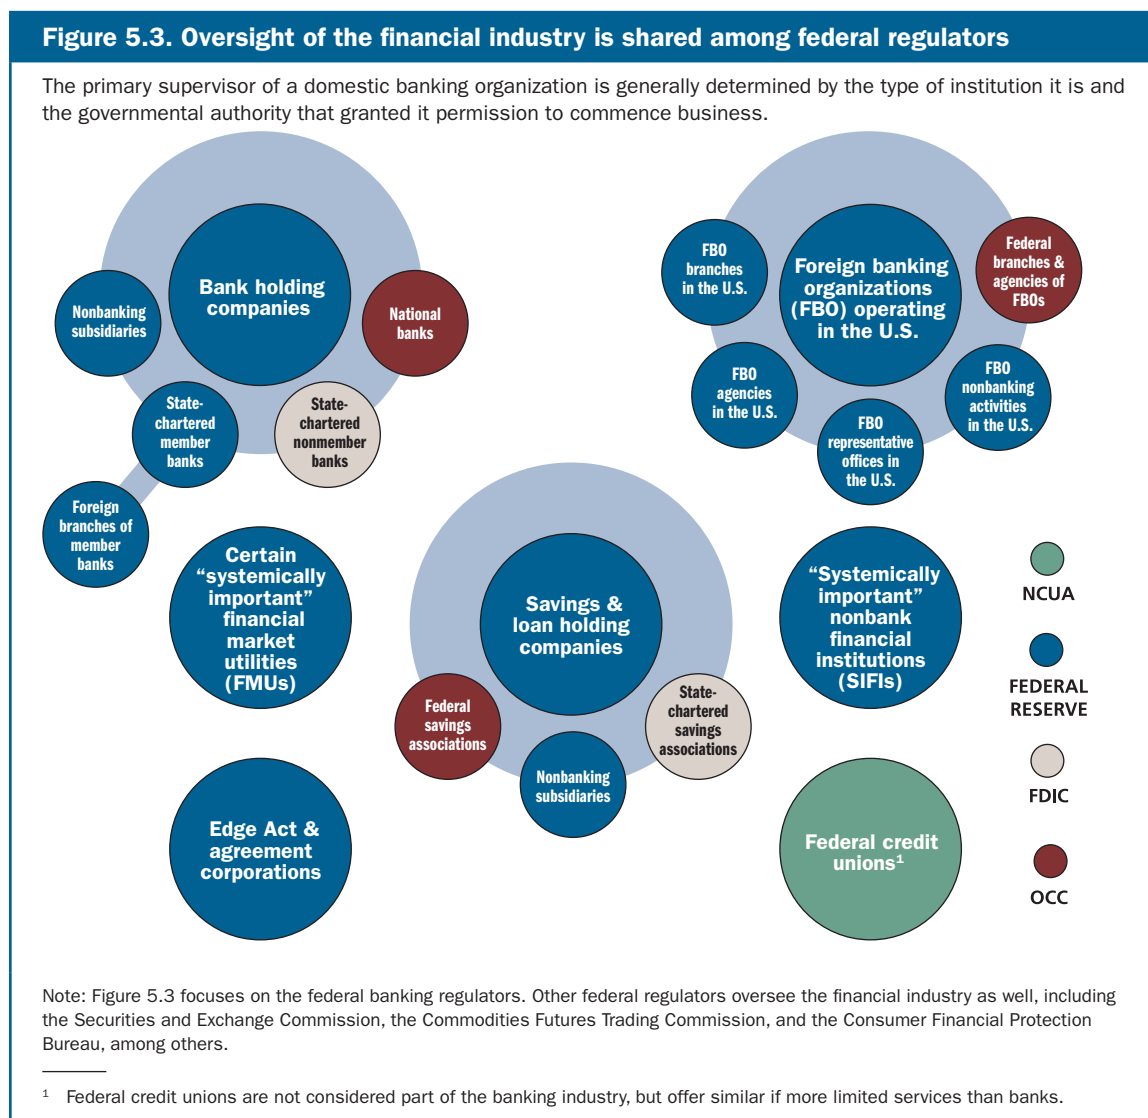 Figure 5.3. Oversight of the financial industry is shared among federal regulators
The primary supervisor of a domestic banking organization is generally determined by the type of institution it is and
the governmental authority that granted it permission to commence business.
Bank holding
companies
Nonbanking
subsidiaries
National
banks
State-
chartered
member
banks
State-
chartered
nonmember
banks
Foreign
branches of
member
banks
Foreign banking
organizations
(FBO) operating
in the U.S.
FBO
branches
in the U.S.
Federal
branches &
agencies of
FBOs
FBO
agencies
in the U.S.
FBO
nonbanking
activities
in the U.S.
FBO
representative
offices in
the U.S.
Certain
“systemically
important”
financial
market
utilities
(FMUs)
Savings &
loan holding
companies
Federal
savings
associations
Nonbanking
subsidiaries
State-
chartered
savings
associations
“Systemically
important”
nonbank
financial
institutions
(SIFIs)
Edge Act &
agreement
corporations
Federal credit
unions¹
NCUA
FEDERAL
RESERVE
FDIC
OCC
Note: Figure 5.3 focuses on the federal banking regulators. Other federal regulators oversee the financial industry as well, including
the Securities and Exchange Commission, the Commodities Futures Trading Commission, and the Consumer Financial Protection
Bureau, among others.
¹ Federal credit unions are not considered part of the banking industry, but offer similar if more limited services than banks.